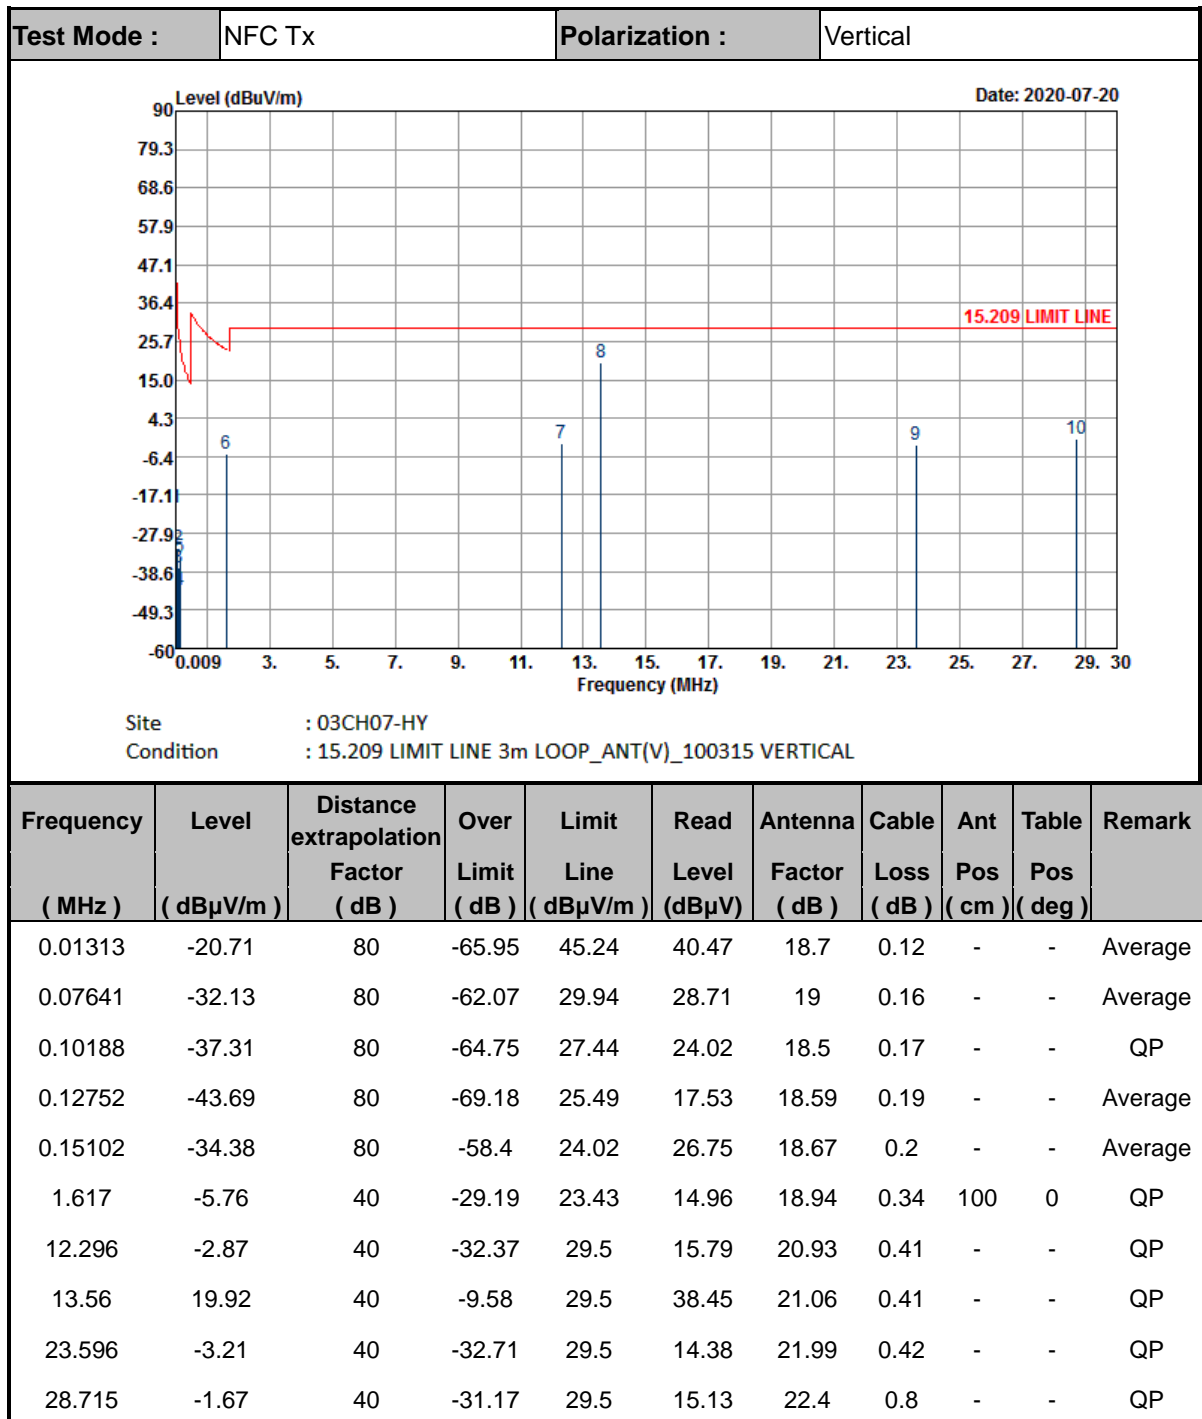 Test Mode : NFC Tx Polarization : Vertical
Level (dBuV/m) Date: 2020-07-20
90
79.3
68.6
57.9
47.1
36.4
15.209 LIMIT LINE
25.7
8
15.0
4.3
6 7 9 10
-6.4
-17.1
-27.9
2
-38.6
-49.3
-60
0.009 3. 5. 7. 9. 11. 13. 15. 17. 19. 21. 23. 25. 27. 29. 30
Frequency (MHz)
Site : 03CH07-HY
Condition : 15.209 LIMIT LINE 3m LOOP_ANT(V)_100315 VERTICAL
Frequency Level Distance extrapolation Over Limit Read Antenna Cable Ant Table Remark
Factor Limit Line Level Factor Loss Pos Pos
( MHz ) ( dBµV/m ) ( dB ) ( dB ) ( dBµV/m ) (dBµV) ( dB ) ( dB ) ( cm ) ( deg )
0.01313 -20.71 80 -65.95 45.24 40.47 18.7 0.12 - - Average
0.07641 -32.13 80 -62.07 29.94 28.71 19 0.16 - - Average
0.10188 -37.31 80 -64.75 27.44 24.02 18.5 0.17 - - QP
0.12752 -43.69 80 -69.18 25.49 17.53 18.59 0.19 - - Average
0.15102 -34.38 80 -58.4 24.02 26.75 18.67 0.2 - - Average
1.617 -5.76 40 -29.19 23.43 14.96 18.94 0.34 100 0 QP
12.296 -2.87 40 -32.37 29.5 15.79 20.93 0.41 - - QP
13.56 19.92 40 -9.58 29.5 38.45 21.06 0.41 - - QP
23.596 -3.21 40 -32.71 29.5 14.38 21.99 0.42 - - QP
28.715 -1.67 40 -31.17 29.5 15.13 22.4 0.8 - - QP